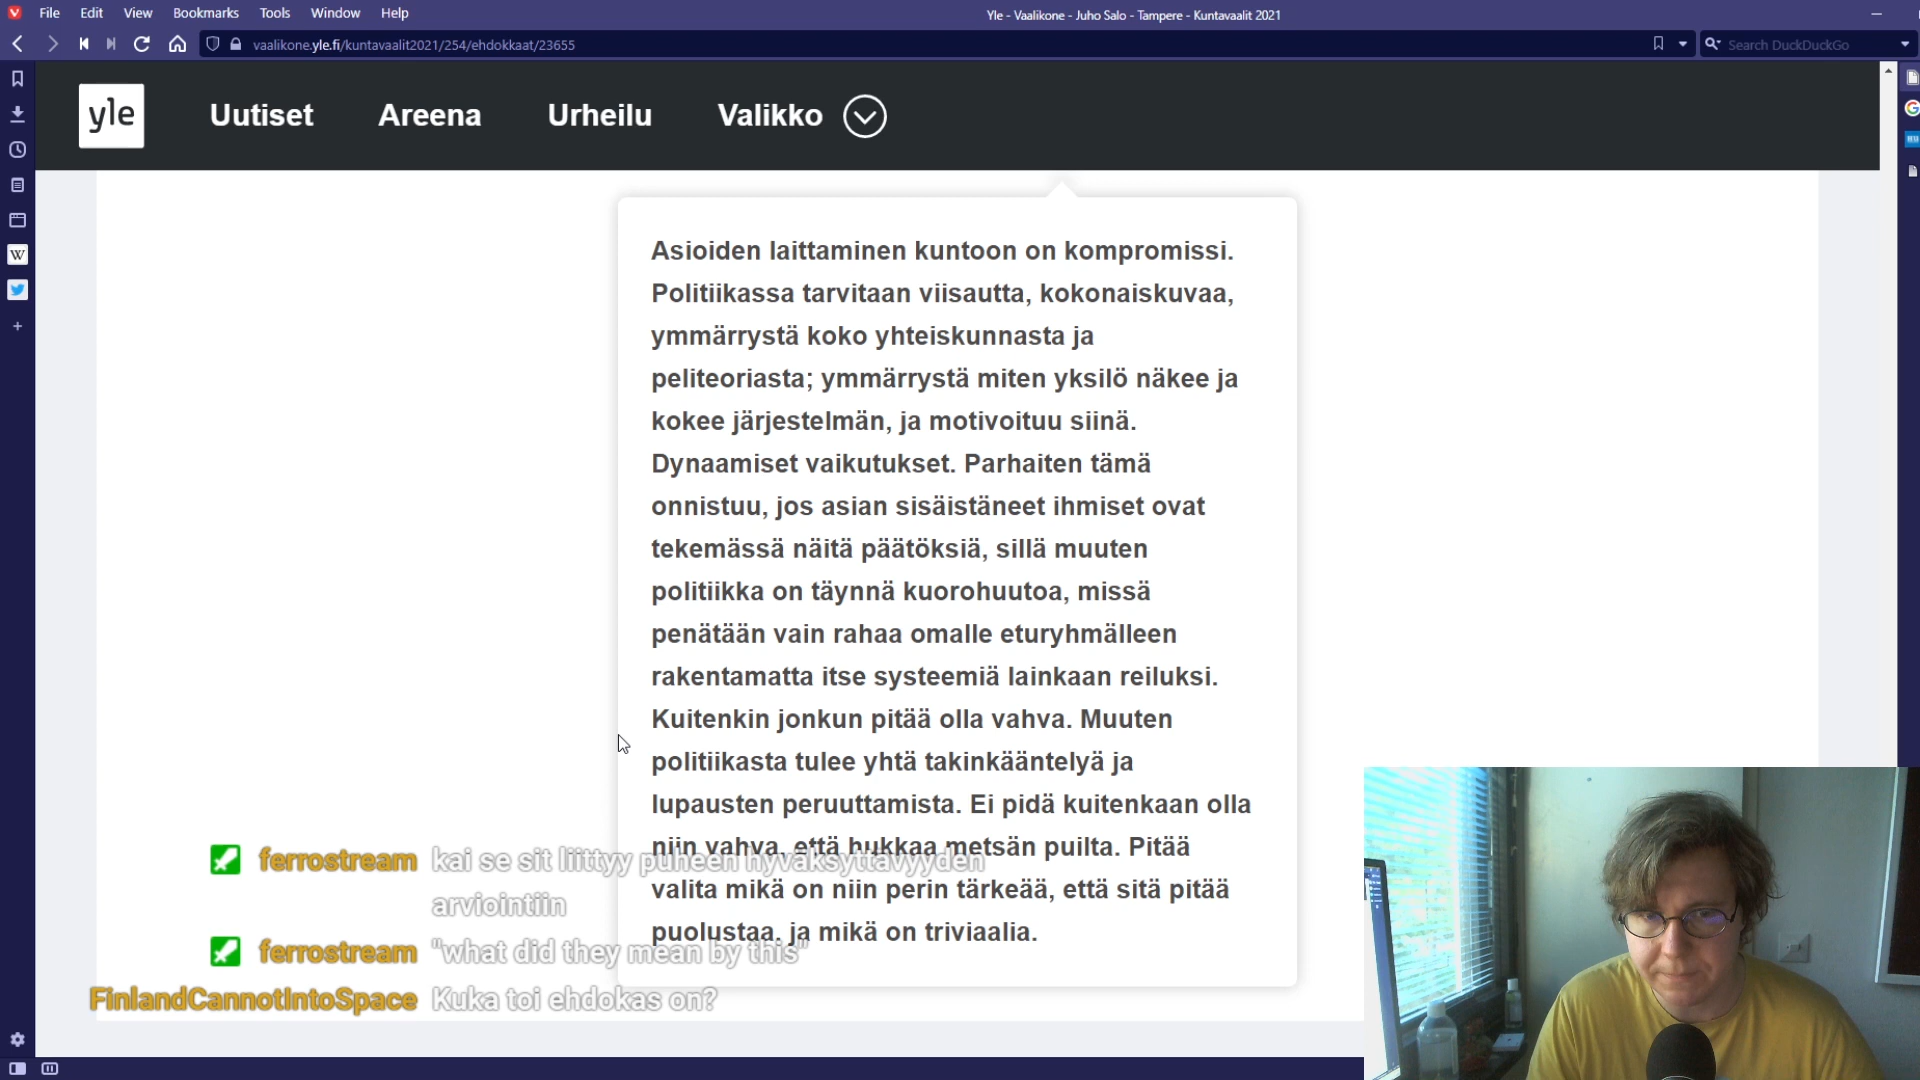 File Edit View Bookmarks Tools Window Help
Yle - Vaalikone - Juho Salo - Tampere - Kuntavaalit 2021
vaalikone.yle.fi/kuntavaalit2021/254/ehdokkaat/23655
Search DuckDuckGo
yle Uutiset Areena Urheilu Valikko
W
Asioiden laittaminen kuntoon on kompromissi.
Politiikassa tarvitaan viisautta, kokonaiskuvaa,
ymmärrystä koko yhteiskunnasta ja
peliteoriasta; ymmärrystä miten yksilö näkee ja
kokee järjestelmän, ja motivoituu siinä.
Dynaamiset vaikutukset. Parhaiten tämä
onnistuu, jos asian sisäistäneet ihmiset ovat
tekemässä näitä päätöksiä, sillä muuten
politiikka on täynnä kuorohuutoa, missä
penätään vain rahaa omalle eturyhmälleen
rakentamatta itse systeemiä lainkaan reiluksi.
Kuitenkin jonkun pitää olla vahva. Muuten
politiikasta tulee yhtä takinkääntelyä ja
lupausten peruuttamista. Ei pidä kuitenkaan olla
niin vahva, että hukkaa metsän puilta. Pitää
valita mikä on niin perin tärkeää, että sitä pitää
puolustaa, ja mikä on triviaalia.
ferrostream kai se sit liittyy puheen hyväksyttävyyden
arviointiin
ferrostream "what did they mean by this"
FinlandCannotIntoSpace Kuka toi ehdokas on?